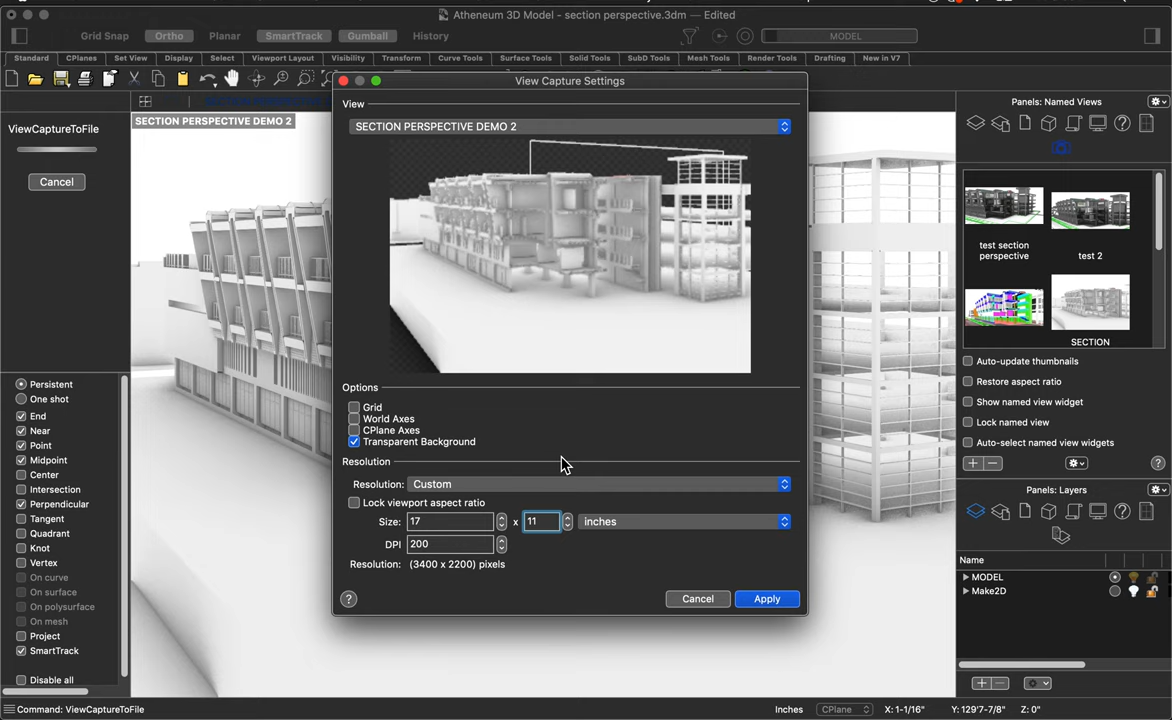 Atheneum 3D Model - section perspective.3dm — Edited
Grid Snap Ortho Planar SmartTrack Gumball History MODEL
Standard CPlanes Set View Display Select Viewport Layout Visibility Transform Curve Tools Surface Tools Solid Tools SubD Tools Mesh Tools Render Tools Drafting New in V7
View Capture Settings
Panels: Named Views
View
SECTION PERSPECTIVE DEMO 2
SECTION PERSPECTIVE DEMO 2
ViewCaptureToFile
Cancel
test section
perspective
test 2
SECTION
Auto-update thumbnails
Restore aspect ratio
Show named view widget
Lock named view
Auto-select named view widgets
Options
Grid
World Axes
CPlane Axes
Transparent Background
Resolution
Resolution: Custom
Lock viewport aspect ratio
Size: 17 x 11 inches
DPI 200
Resolution: (3400 x 2200) pixels
? Cancel Apply
Persistent
One shot
End
Near
Point
Midpoint
Center
Intersection
Perpendicular
Tangent
Quadrant
Knot
Vertex
On curve
On surface
On polysurface
On mesh
Project
SmartTrack
Disable all
Panels: Layers
Name
MODEL
Make2D
Command: ViewCaptureToFile
Inches CPlane X: 1-1/16" Y: 129'7-7/8" Z: 0"